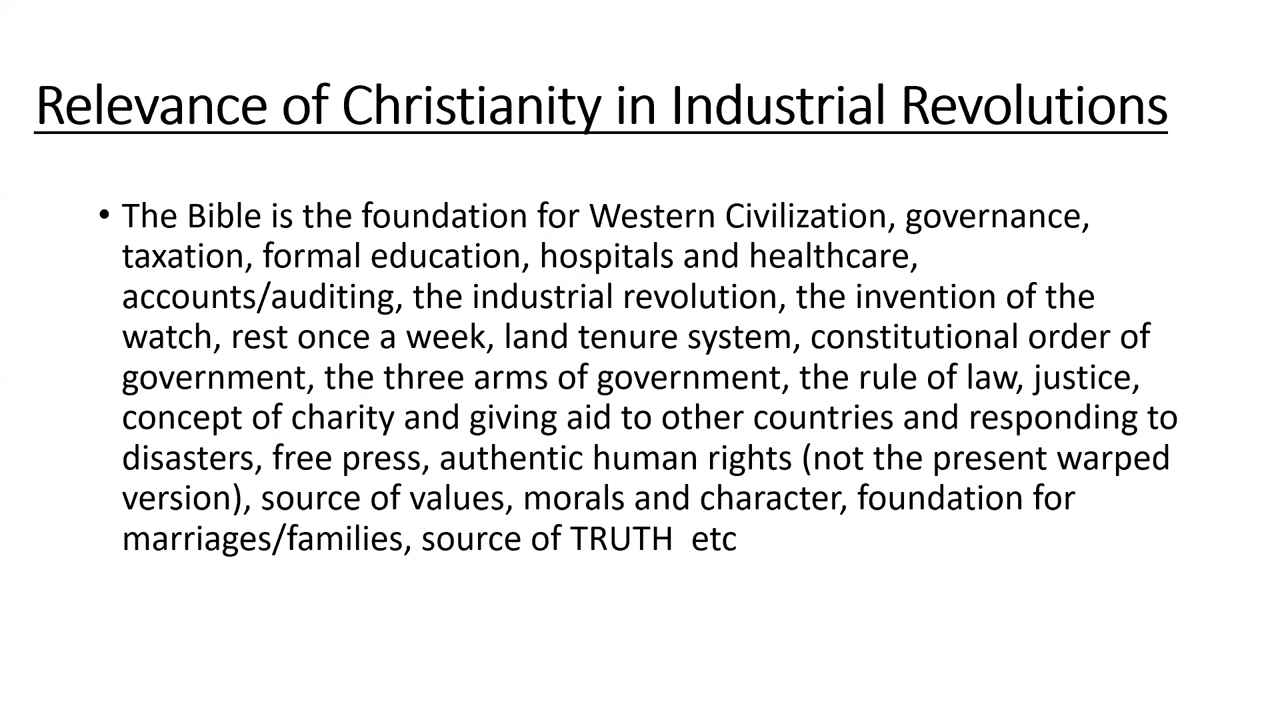 Relevance of Christianity in Industrial Revolutions
• The Bible is the foundation for Western Civilization, governance,
taxation, formal education, hospitals and healthcare,
accounts/auditing, the industrial revolution, the invention of the
watch, rest once a week, land tenure system, constitutional order of
government, the three arms of government, the rule of law, justice,
concept of charity and giving aid to other countries and responding to
disasters, free press, authentic human rights (not the present warped
version), source of values, morals and character, foundation for
marriages/families, source of TRUTH  etc